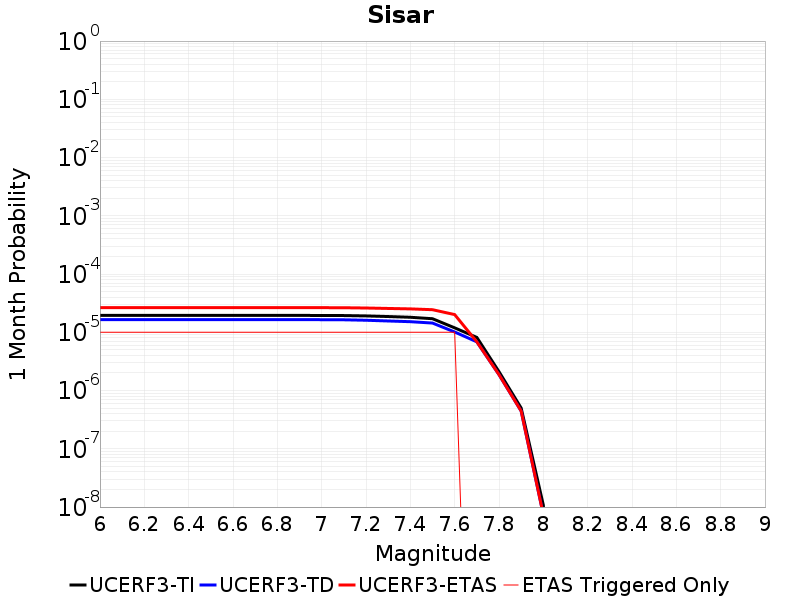 Sisar
1 Month Probability
10^0
10^-1
10^-2
10^-3
10^-4
10^-5
10^-6
10^-7
10^-8
6 6.2 6.4 6.6 6.8 7 7.2 7.4 7.6 7.8 8 8.2 8.4 8.6 8.8 9
Magnitude
UCERF3-TI UCERF3-TD UCERF3-ETAS ETAS Triggered Only